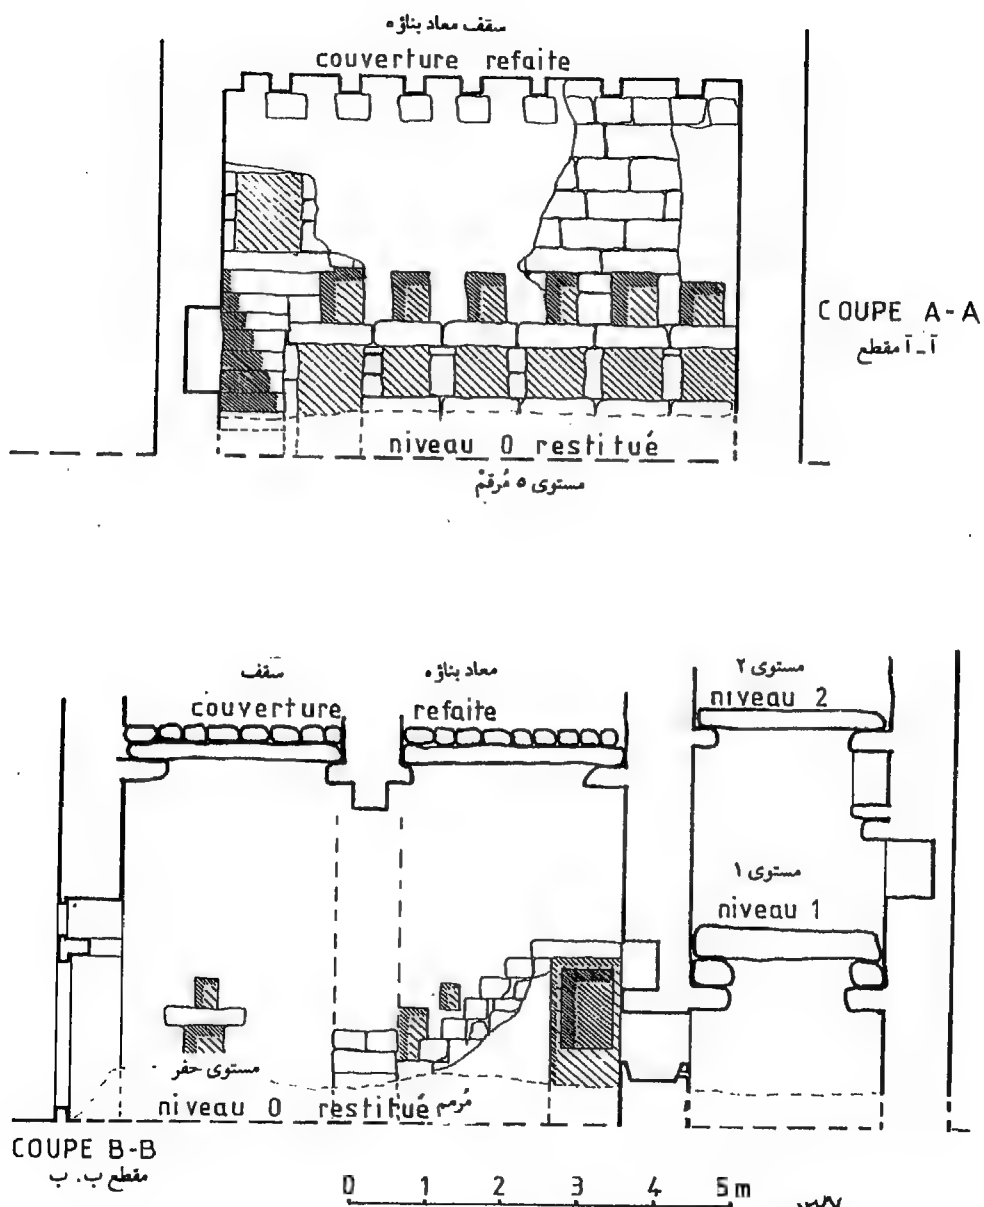 سقف معاد بناؤه
couverture refaite
COUPE A-A
آ-آ مقطع
niveau 0 restitué
مستوى ٥ مُرقمْ
سقف معاد بناؤه
couverture refaite
مستوى ٢
niveau 2
مستوى ١
niveau 1
مستوى حفر
niveau 0 restitué مُرمم
COUPE B-B
مقطع ب. ب
0 1 2 3 4 5m